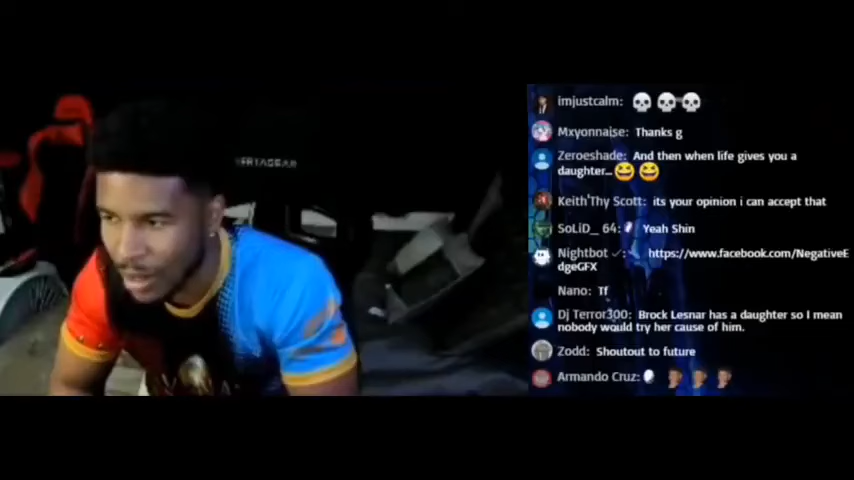 VERTAGEAR
imjustcalm: 💀 💀 💀
Mxyonnaise: Thanks g
Zeroeshade: And then when life gives you a
daughter... 😆 😆
Keith'Thy Scott: its your opinion i can accept that
SoLiD_ 64: Yeah Shin
Nightbot ✓: https://www.facebook.com/NegativeE
dgeGFX
Nano: Tf
Dj Terror300: Brock Lesnar has a daughter so I mean
nobody would try her cause of him.
Zodd: Shoutout to future
Armando Cruz: